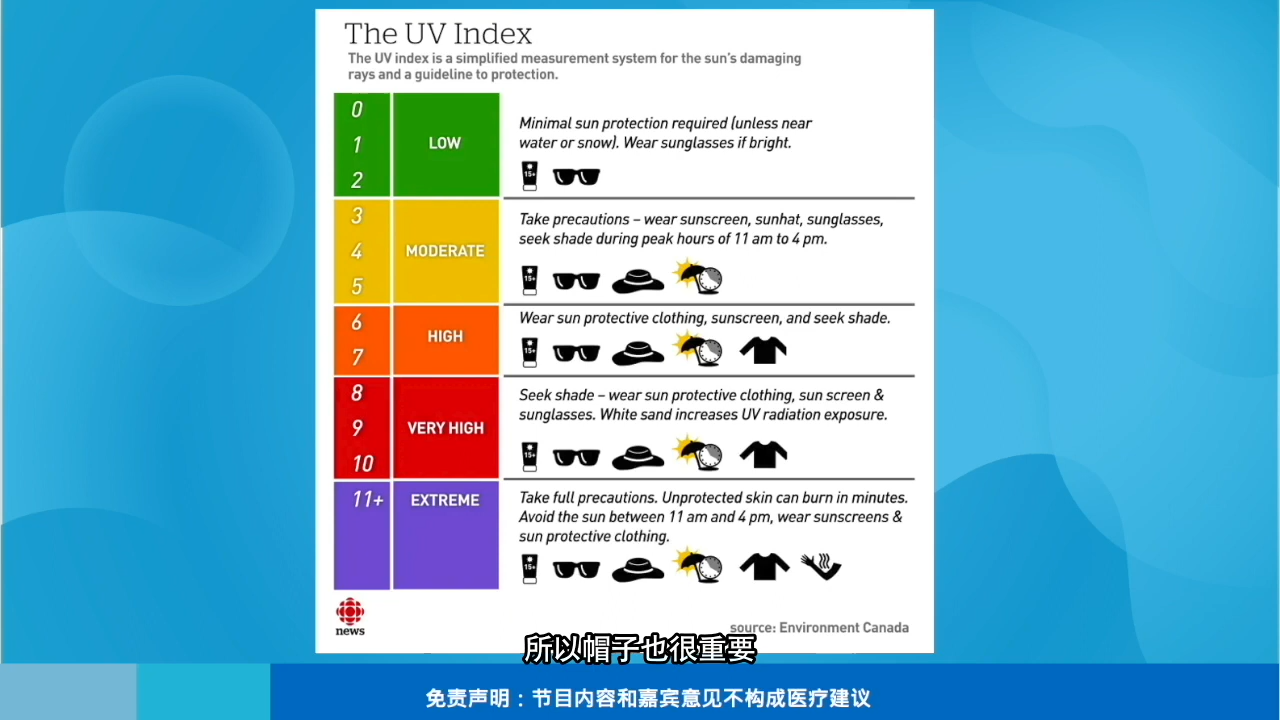 The UV Index
The UV index is a simplified measurement system for the sun's damaging
rays and a guideline to protection.
0
1
2
LOW
Minimal sun protection required (unless near
water or snow). Wear sunglasses if bright.
15+
3
4
5
MODERATE
Take precautions – wear sunscreen, sunhat, sunglasses,
seek shade during peak hours of 11 am to 4 pm.
15+
6
7
HIGH
Wear sun protective clothing, sunscreen, and seek shade.
15+
8
9
10
VERY HIGH
Seek shade – wear sun protective clothing, sun screen &
sunglasses. White sand increases UV radiation exposure.
15+
11+
EXTREME
Take full precautions. Unprotected skin can burn in minutes.
Avoid the sun between 11 am and 4 pm, wear sunscreens &
sun protective clothing.
15+
news
source: Environment Canada
所以帽子也很重要
免责声明：节目内容和嘉宾意见不构成医疗建议